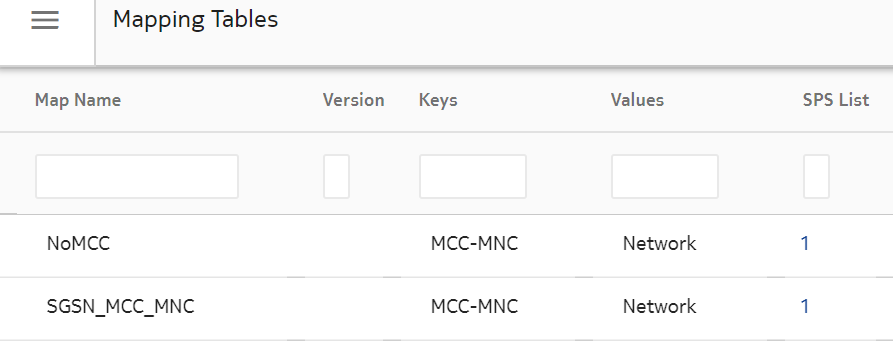 Mapping Tables
Map Name Version Keys Values SPS List
NoMCC MCC-MNC Network 1
SGSN_MCC_MNC MCC-MNC Network 1